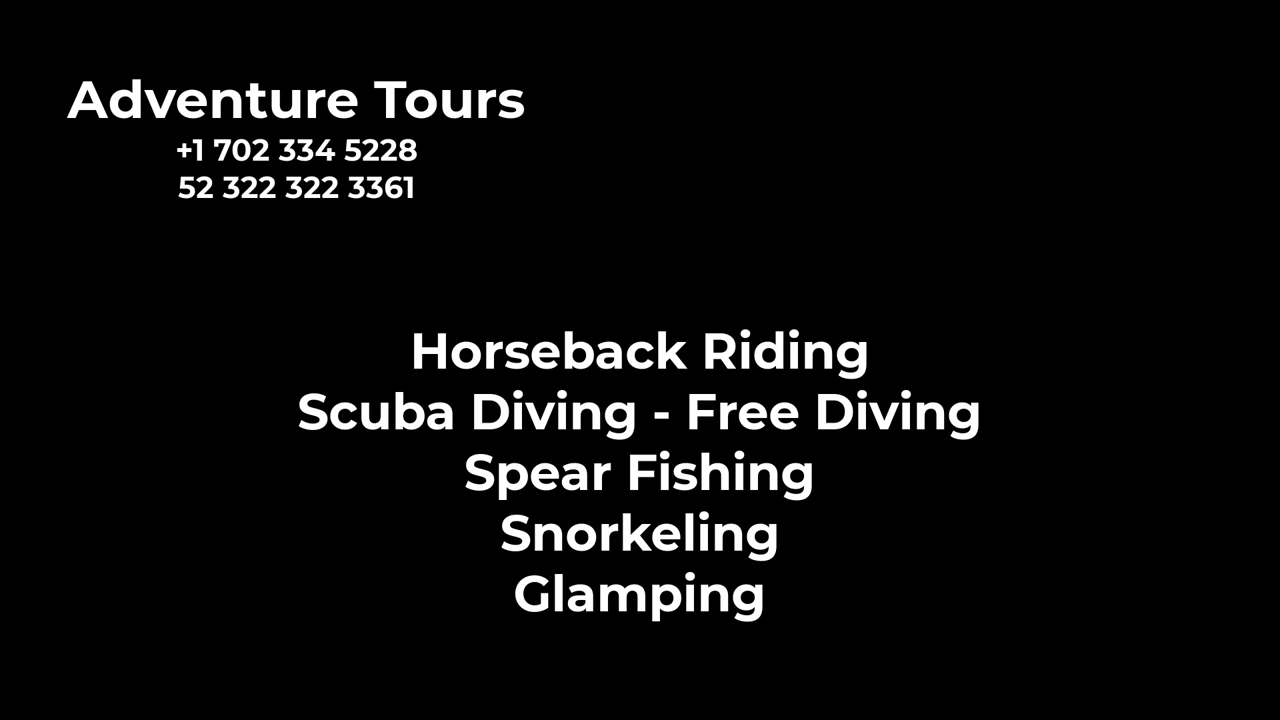 Adventure Tours
+1 702 334 5228
52 322 322 3361
Horseback Riding
Scuba Diving - Free Diving
Spear Fishing
Snorkeling
Glamping